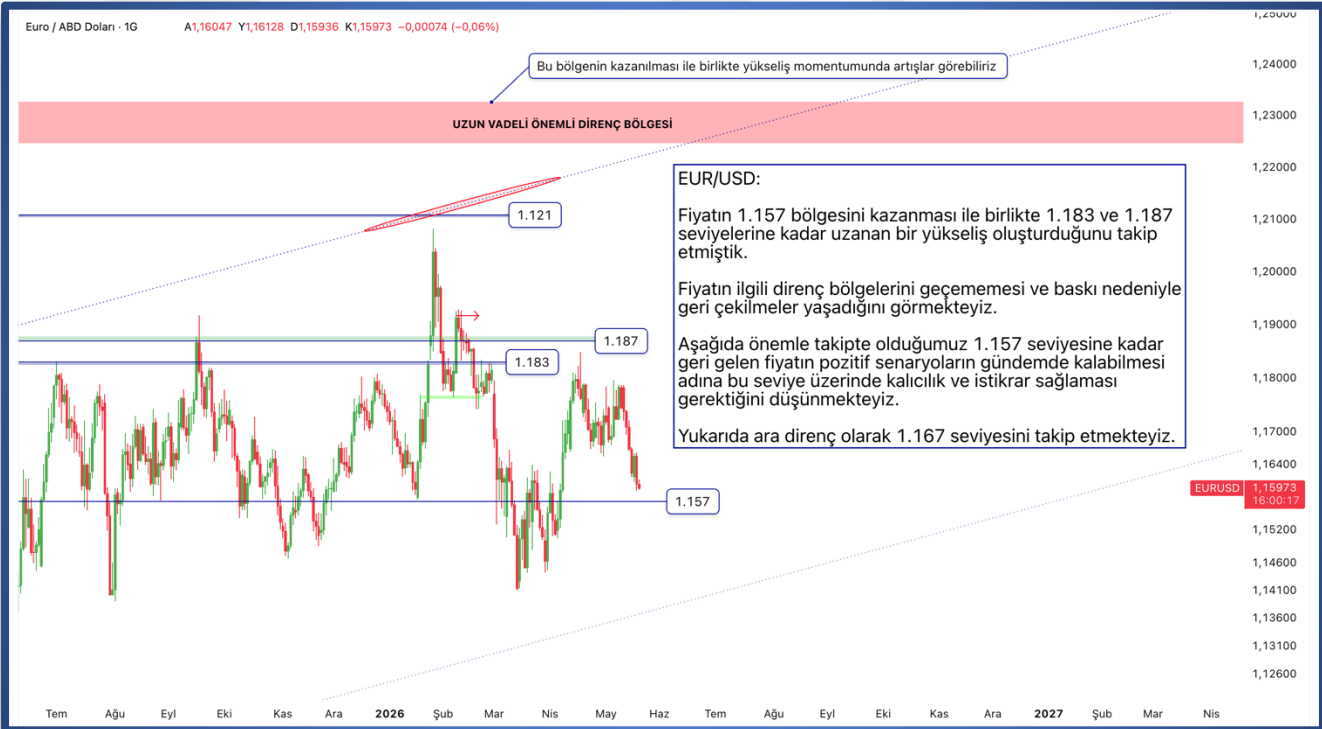 Euro / ABD Doları · 1G A1,16047 Y1,16128 D1,15936 K1,15973 −0,00074 (−0,06%)
1,25000
Bu bölgenin kazanılması ile birlikte yükseliş momentumunda artışlar görebiliriz
1,24000
1,23000
UZUN VADELİ ÖNEMLİ DİRENÇ BÖLGESİ
1,22000
EUR/USD:
Fiyatın 1.157 bölgesini kazanması ile birlikte 1.183 ve 1.187
seviyelerine kadar uzanan bir yükseliş oluşturduğunu takip
etmiştik.
Fiyatın ilgili direnç bölgelerini geçememesi ve baskı nedeniyle
geri çekilmeler yaşadığını görmekteyiz.
Aşağıda önemle takipte olduğumuz 1.157 seviyesine kadar
geri gelen fiyatın pozitif senaryoların gündemde kalabilmesi
adına bu seviye üzerinde kalıcılık ve istikrar sağlaması
gerektiğini düşünmekteyiz.
Yukarıda ara direnç olarak 1.167 seviyesini takip etmekteyiz.
1.121
1,21000
1,20000
1,19000
1.187
1.183
1,18000
1,17000
1,16400
EURUSD 1,15973
16:00:17
1.157
1,15200
1,14600
1,14100
1,13600
1,13100
1,12600
Tem Ağu Eyl Eki Kas Ara 2026 Şub Mar Nis May Haz Tem Ağu Eyl Eki Kas Ara 2027 Şub Mar Nis